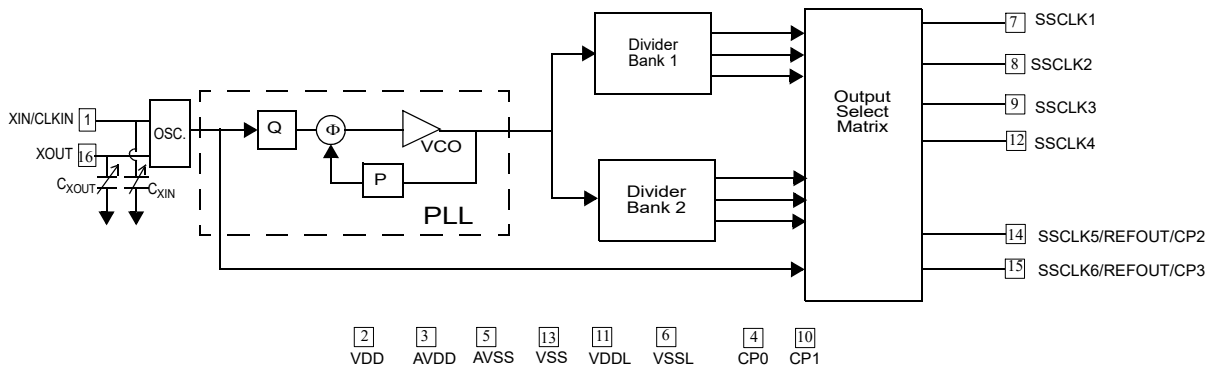 XIN/CLKIN
1
XOUT
16
CXOUT
CXIN
OSC.
Q
Φ
VCO
P
PLL
Divider
Bank 1
Divider
Bank 2
Output
Select
Matrix
7 SSCLK1
8 SSCLK2
9 SSCLK3
12 SSCLK4
14 SSCLK5/REFOUT/CP2
15 SSCLK6/REFOUT/CP3
2 3 5 13 11 6 4 10
VDD AVDD AVSS VSS VDDL VSSL CP0 CP1